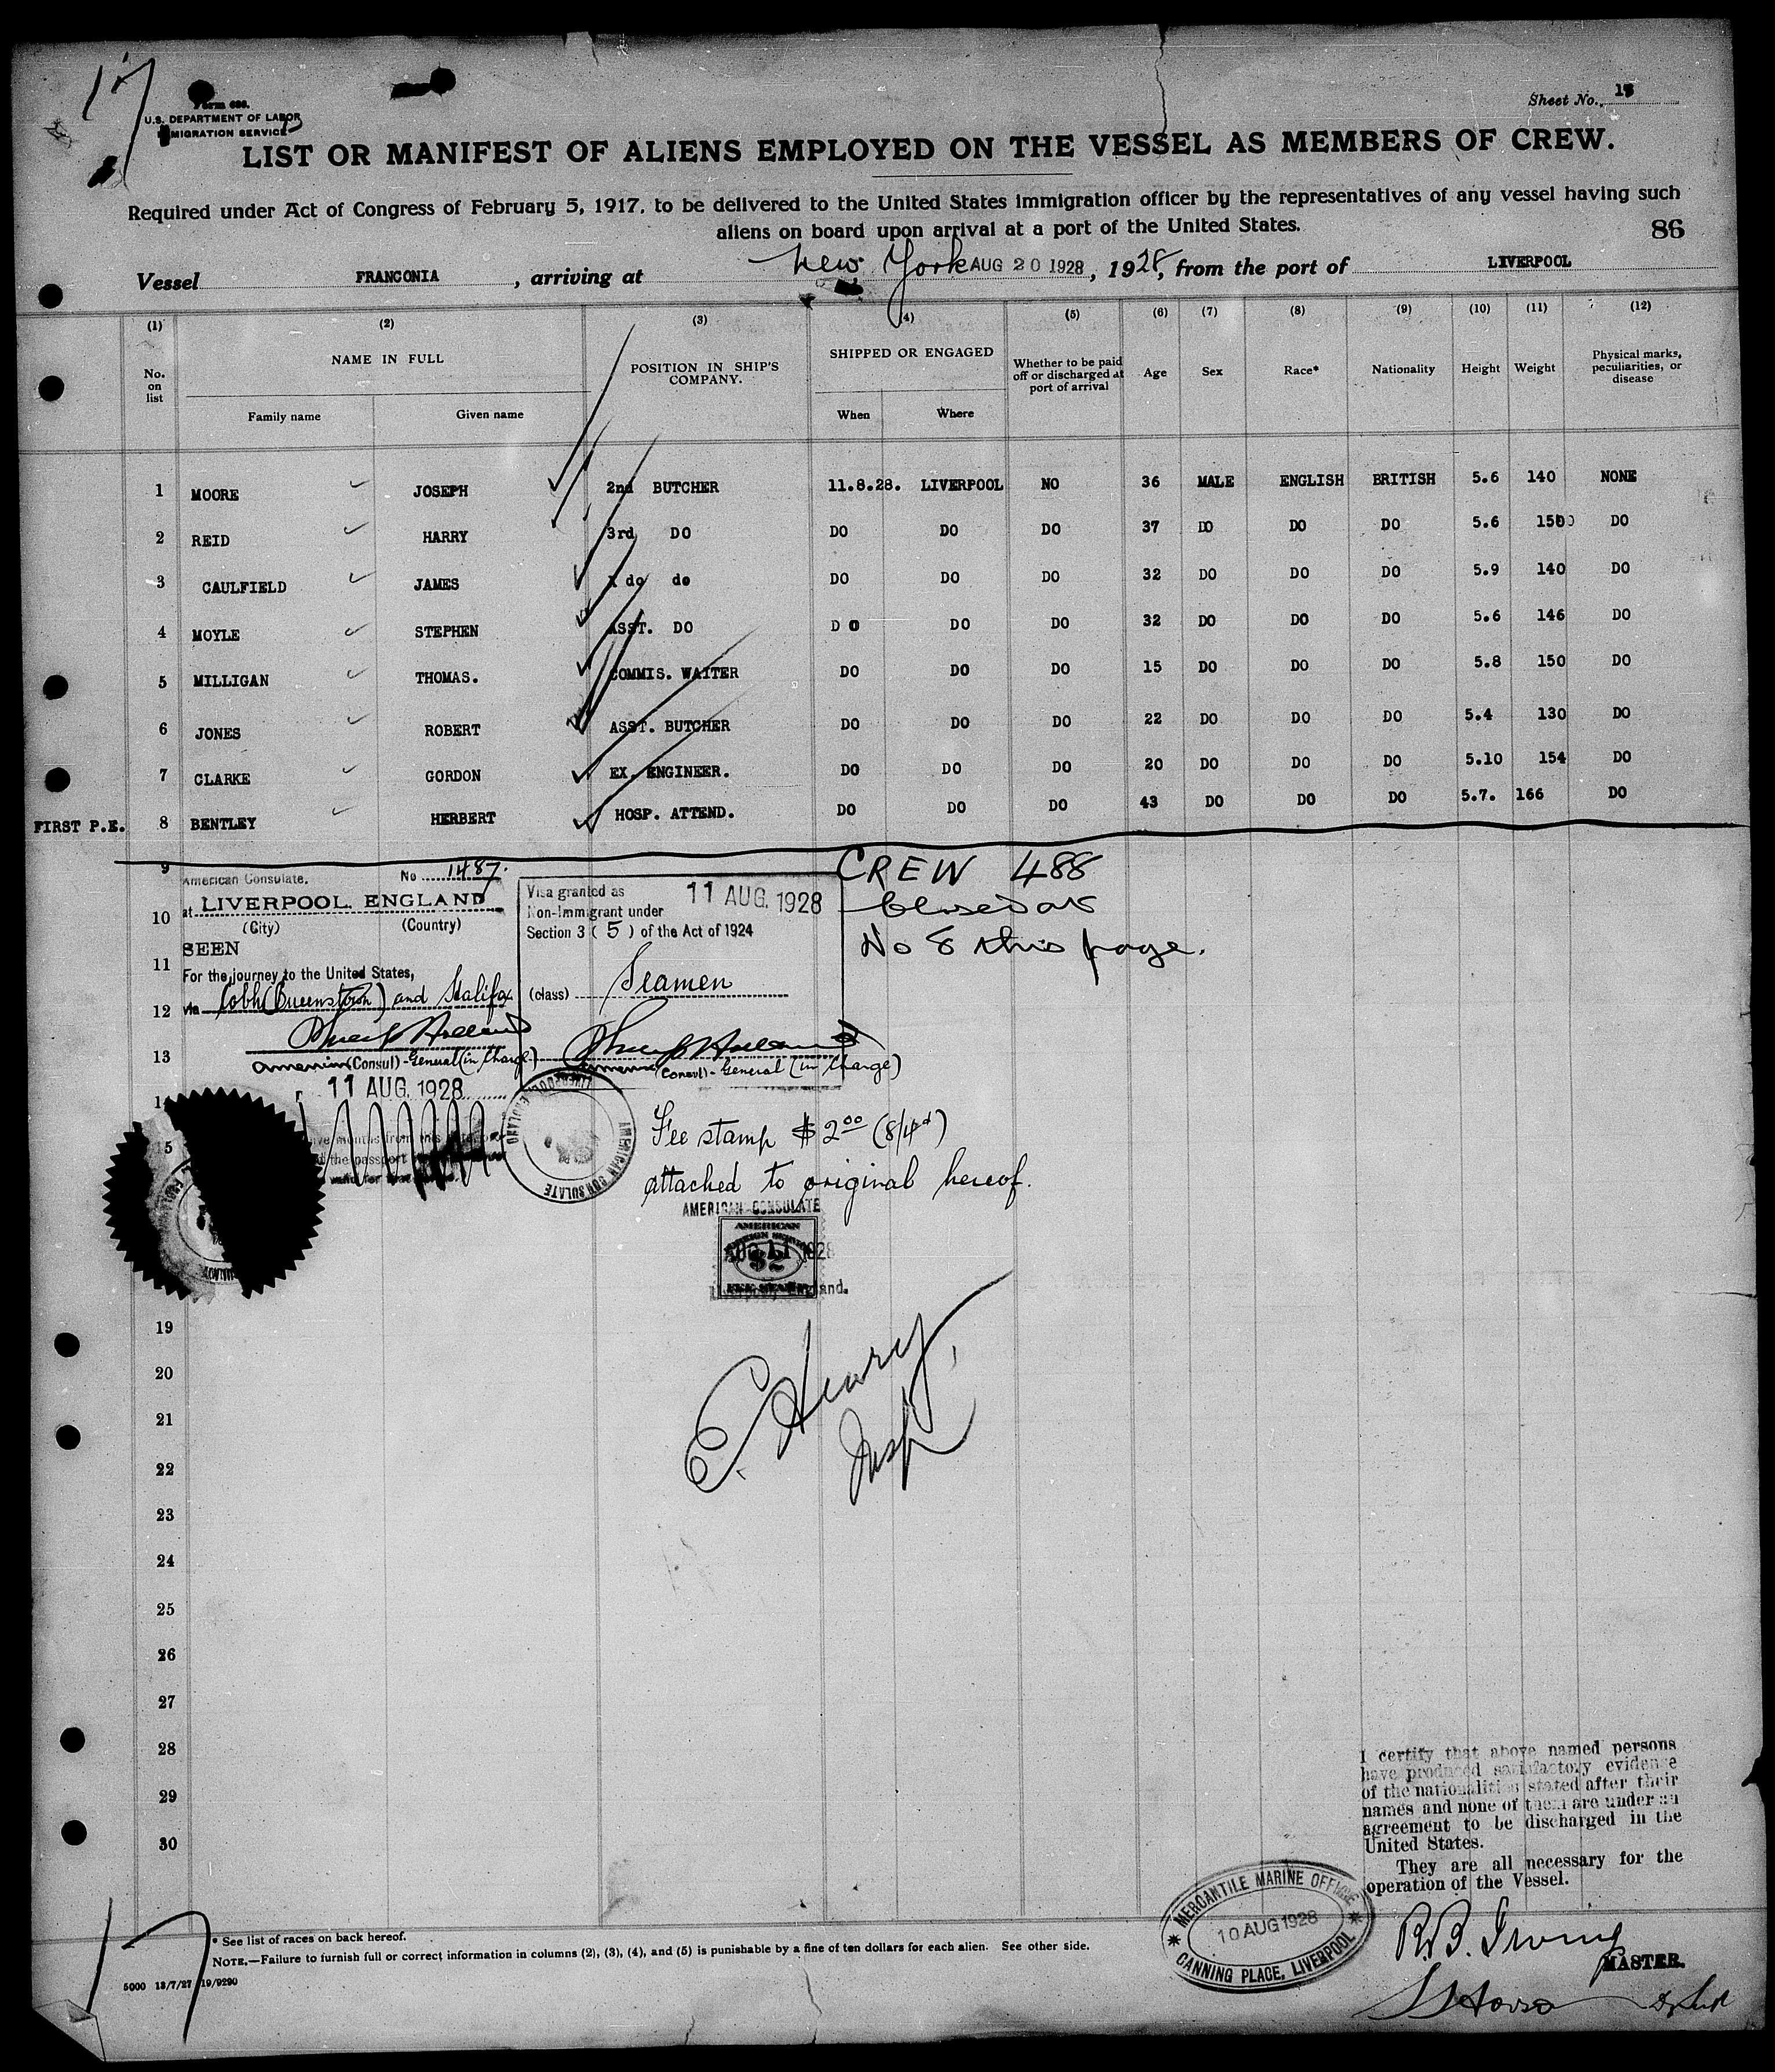 17
Form 686.
U.S. DEPARTMENT OF LABOR
IMMIGRATION SERVICE
Sheet No.
LIST OR MANIFEST OF ALIENS EMPLOYED ON THE VESSEL AS MEMBERS OF CREW.
Required under Act of Congress of February 5, 1917, to be delivered to the United States immigration officer by the representatives of any vessel having such
aliens on board upon arrival at a port of the United States.
86
Vessel FRANCONIA, arriving at New York AUG 20 1928, 1928, from the port of LIVERPOOL
(1) (2) (3) (4) (5) (6) (7) (8) (9) (10) (11) (12)
No. on list NAME IN FULL POSITION IN SHIP'S COMPANY. SHIPPED OR ENGAGED Whether to be paid off or discharged at port of arrival Age Sex Race* Nationality Height Weight Physical marks, peculiarities, or disease
Family name Given name When Where
1 MOORE JOSEPH 2nd BUTCHER 11.8.28. LIVERPOOL NO 36 MALE ENGLISH BRITISH 5.6 140 NONE
2 REID HARRY 3rd DO DO DO DO 37 DO DO DO 5.6 150 DO
3 CAULFIELD JAMES do do DO DO DO 32 DO DO DO 5.9 140 DO
4 MOYLE STEPHEN ASST. DO DO DO DO 32 DO DO DO 5.6 146 DO
5 MILLIGAN THOMAS. COMMIS. WAITER DO DO DO 15 DO DO DO 5.8 150 DO
6 JONES ROBERT ASST. BUTCHER DO DO DO 22 DO DO DO 5.4 130 DO
7 CLARKE GORDON EX. ENGINEER. DO DO DO 20 DO DO DO 5.10 154 DO
FIRST P.E. 8 BENTLEY HERBERT HOSP. ATTEND. DO DO DO 43 DO DO DO 5.7. 166 DO
9
10
11
12
13
American Consulate. No 1487.
at LIVERPOOL, ENGLAND
(City) (Country)
SEEN
For the journey to the United States,
via Cobh (Queenstown) and Halifax
American (Consul)-General (in Charge)
11 AUG. 1928
Visa granted as 11 AUG. 1928
Non-Immigrant under
Section 3 (5) of the Act of 1924
(class) Seamen
(Consul)-General (in Charge)
CREW 488
No 8 this page.
AMERICAN CONSULATE
LIVERPOOL ENGLAND
Fee stamp $2.00 (8/4d)
attached to original hereof.
AMERICAN CONSULATE
AMERICAN
FOREIGN SERVICE
AUG 11 1928
$2
FEE STAMP
England.
E. Henry,
Insp
19
20
21
22
23
24
25
26
27
28
29
30
I certify that above named persons
have produced satisfactory evidence
of the nationalities stated after their
names and none of them are under an
agreement to be discharged in the
United States.
They are all necessary for the
operation of the Vessel.
MERCANTILE MARINE OFFICE
10 AUG 1928
CANNING PLACE, LIVERPOOL
R.B. Irving
MASTER.
17
* See list of races on back hereof.
NOTE.—Failure to furnish full or correct information in columns (2), (3), (4), and (5) is punishable by a fine of ten dollars for each alien. See other side.
5000 13/7/27 19/9290